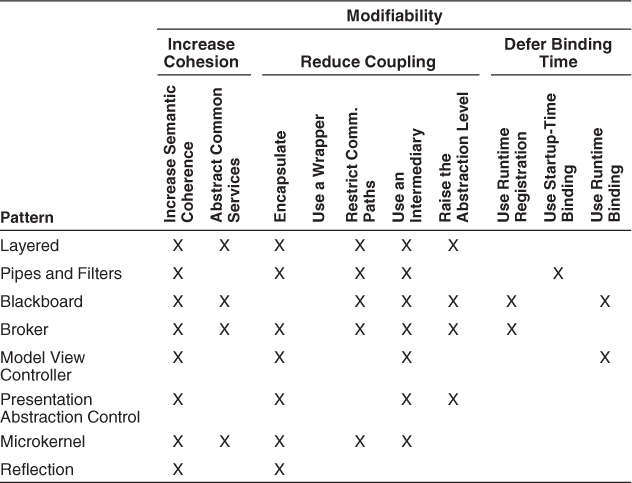 Modifiability
Increase Cohesion
Reduce Coupling
Defer Binding Time
Pattern
Increase Semantic Coherence
Abstract Common Services
Encapsulate
Use a Wrapper
Restrict Comm. Paths
Use an Intermediary
Raise the Abstraction Level
Use Runtime Registration
Use Startup-Time Binding
Use Runtime Binding
Layered X X X X X X
Pipes and Filters X X X X X
Blackboard X X X X X X X
Broker X X X X X X X
Model View
Controller X X X X
Presentation
Abstraction Control X X X X
Microkernel X X X X X
Reflection X X